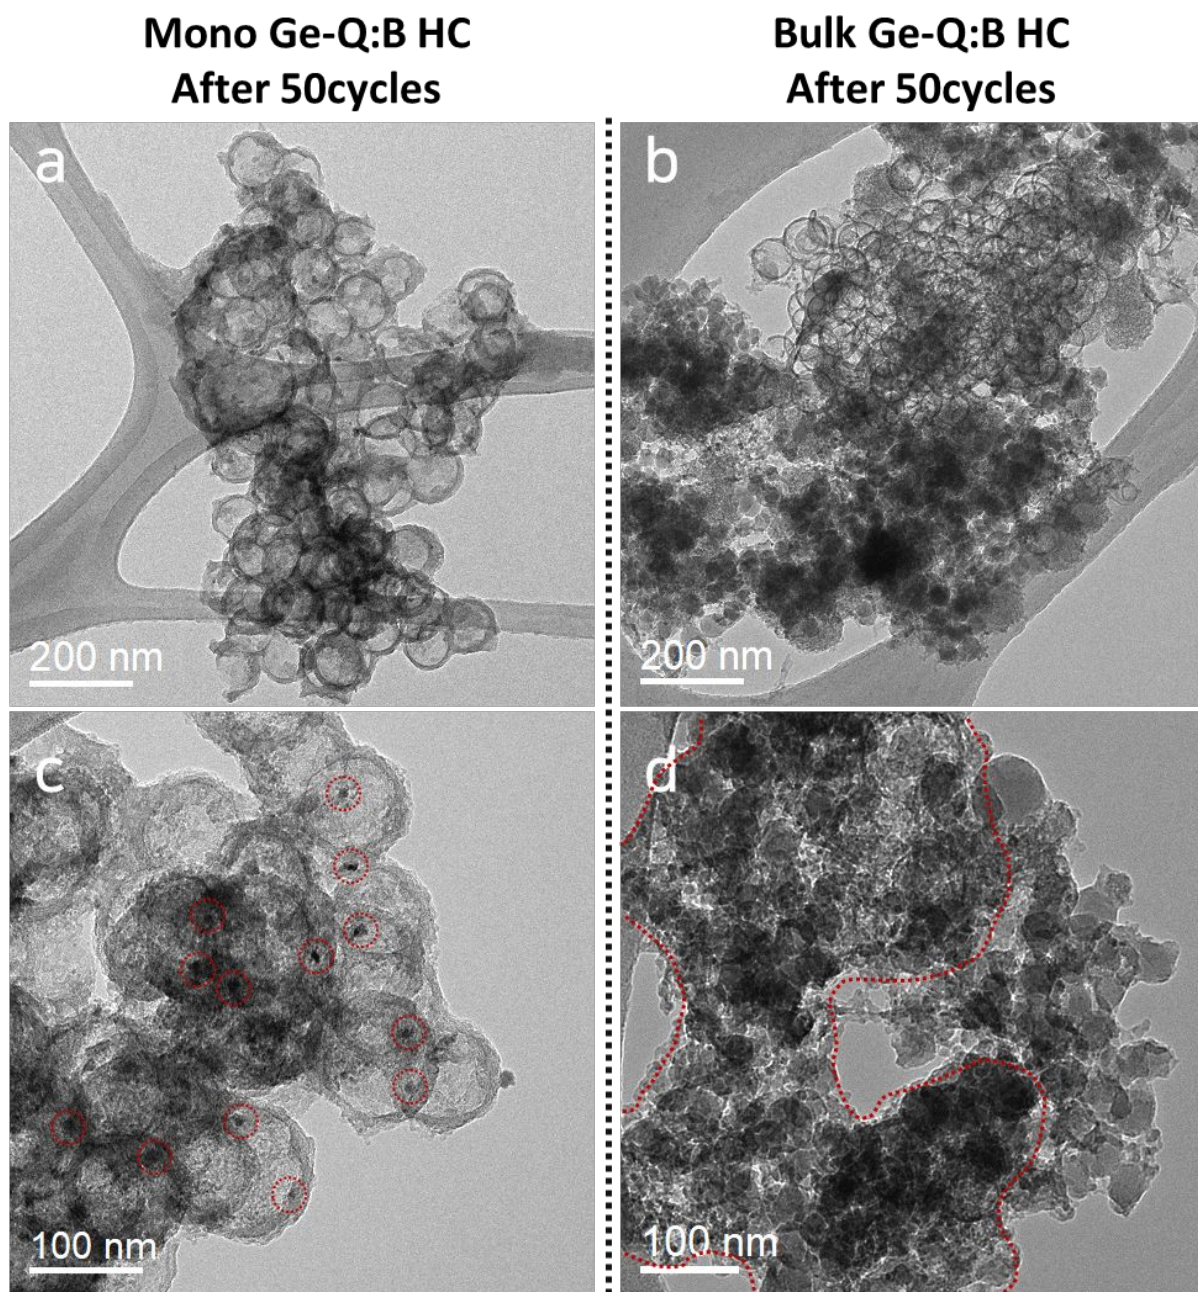 Mono Ge-Q:B HC
After 50cycles
Bulk Ge-Q:B HC
After 50cycles
a
200 nm
b
200 nm
c
100 nm
d
100 nm